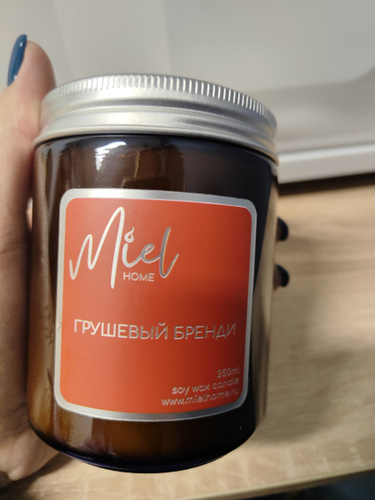 Miel
HOME
ГРУШЕВЫЙ БРЕНДИ
250ml
soy wax candle
www.mielhome.ru